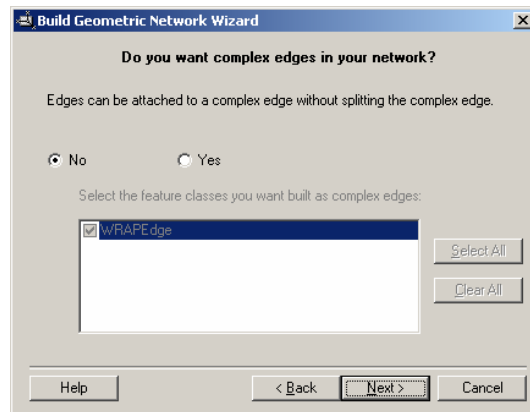 Build Geometric Network Wizard
Do you want complex edges in your network?
Edges can be attached to a complex edge without splitting the complex edge.
No Yes
Select the feature classes you want built as complex edges:
WRAPEdge
Select All
Clear All
Help < Back Next > Cancel